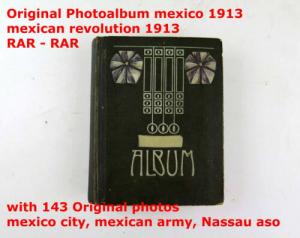 Original Photoalbum mexico 1913
mexican revolution 1913
RAR - RAR
ALBUM
with 143 Original photos
mexico city, mexican army, Nassau aso